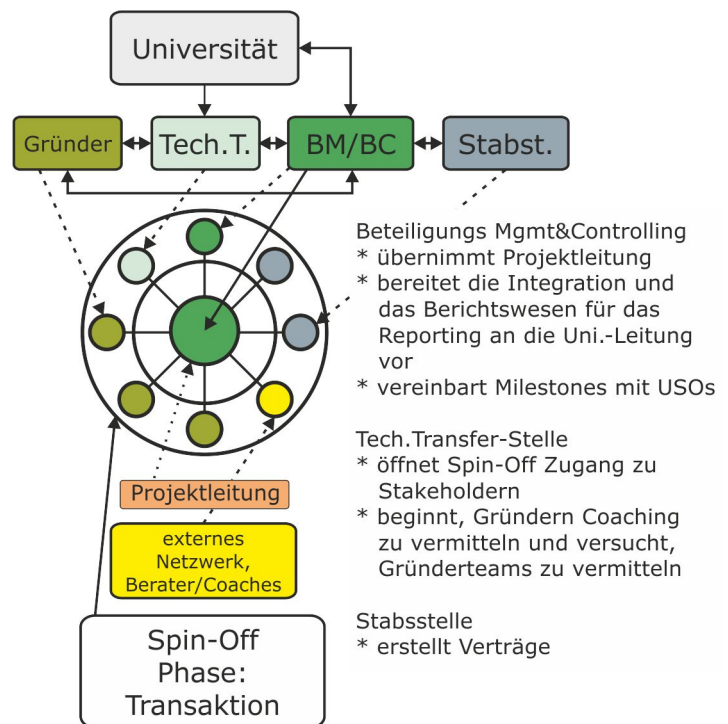 Universität
Gründer
Tech.T.
BM/BC
Stabst.
Beteiligungs Mgmt&Controlling
* übernimmt Projektleitung
* bereitet die Integration und
das Berichtswesen für das
Reporting an die Uni.-Leitung
vor
* vereinbart Milestones mit USOs
Tech.Transfer-Stelle
* öffnet Spin-Off Zugang zu
Stakeholdern
* beginnt, Gründern Coaching
zu vermitteln und versucht,
Gründerteams zu vermitteln
Stabsstelle
* erstellt Verträge
Projektleitung
externes
Netzwerk,
Berater/Coaches
Spin-Off
Phase:
Transaktion